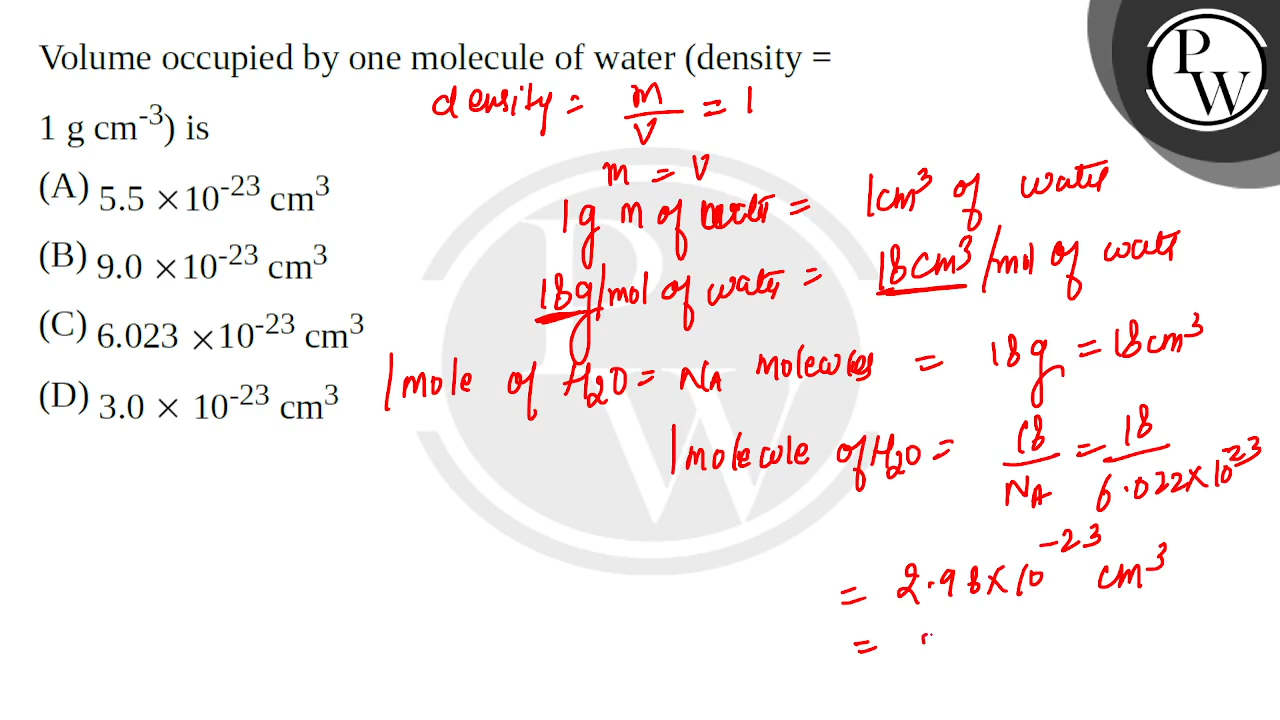 Volume occupied by one molecule of water (density =
1 g cm⁻³) is
(A) 5.5 ×10⁻²³ cm³
(B) 9.0 ×10⁻²³ cm³
(C) 6.023 ×10⁻²³ cm³
(D) 3.0 × 10⁻²³ cm³
density = m/V = 1
m = V
1g m of water = 1cm³ of water
18g/mol of water = 18cm³/mol of water
1mole of H₂O = NA molecules = 18g = 18cm³
1molecule of H₂O = 18/NA = 18/6.022×10²³
= 2.98×10⁻²³ cm³
=
PW
PW